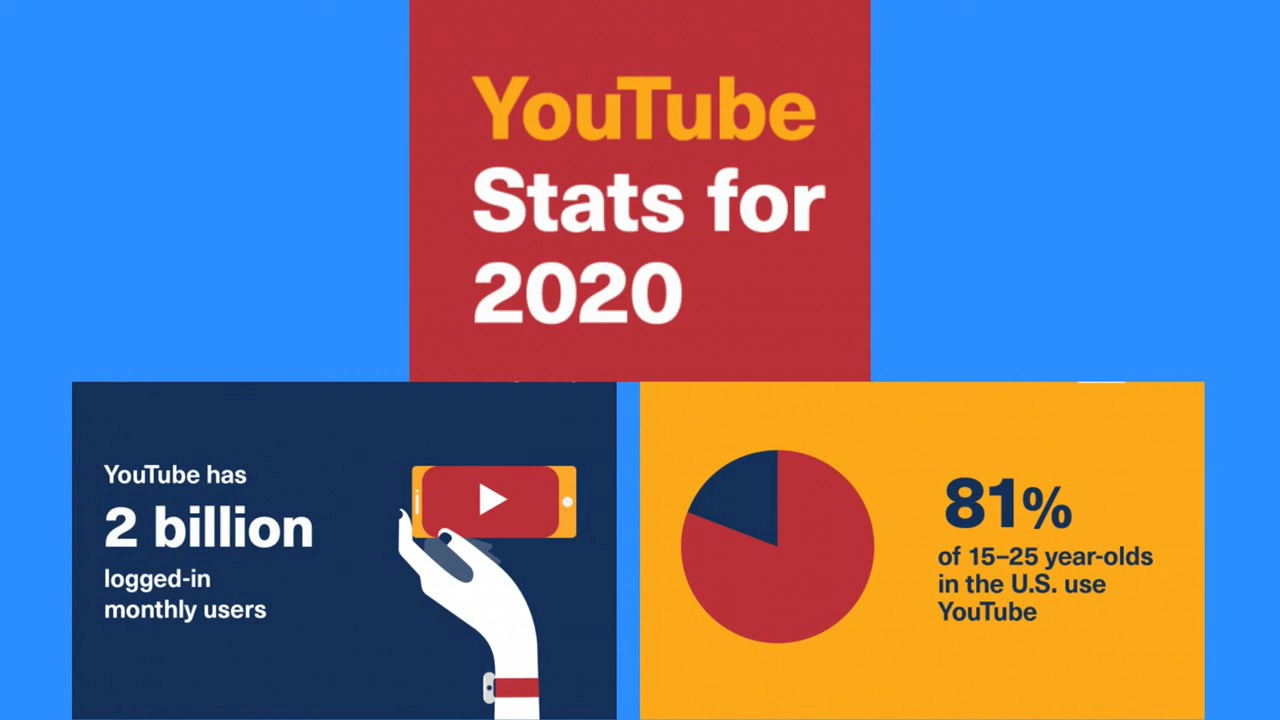 YouTube
Stats for
2020
YouTube has
2 billion
logged-in
monthly users
81%
of 15–25 year-olds
in the U.S. use
YouTube